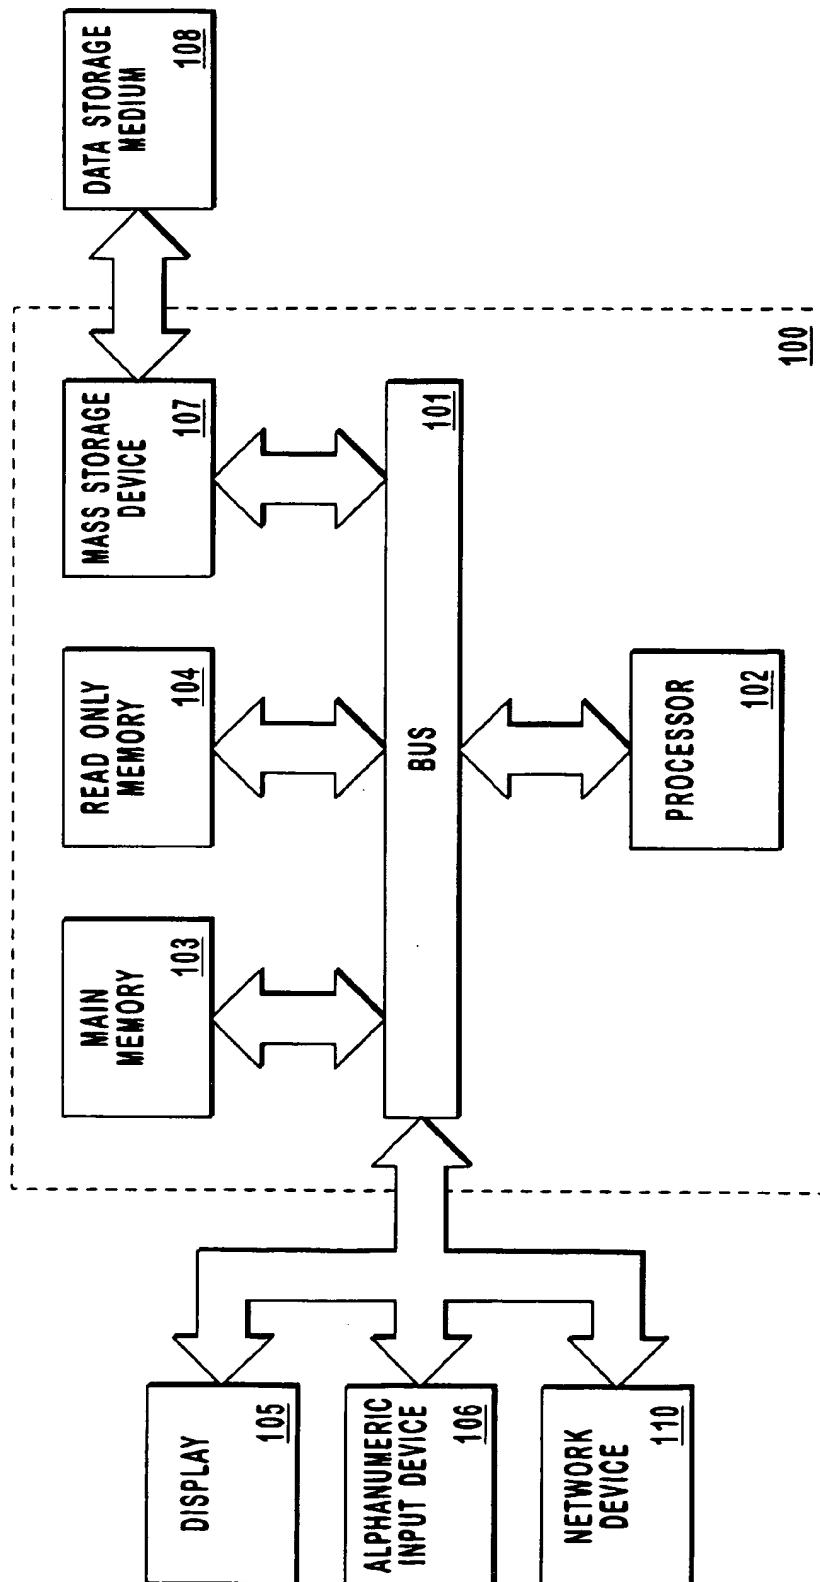 DISPLAY
105
ALPHANUMERIC
INPUT DEVICE
106
NETWORK
DEVICE
110
MAIN
MEMORY
103
READ ONLY
MEMORY
104
MASS STORAGE
DEVICE
107
DATA STORAGE
MEDIUM
108
BUS
101
PROCESSOR
102
100